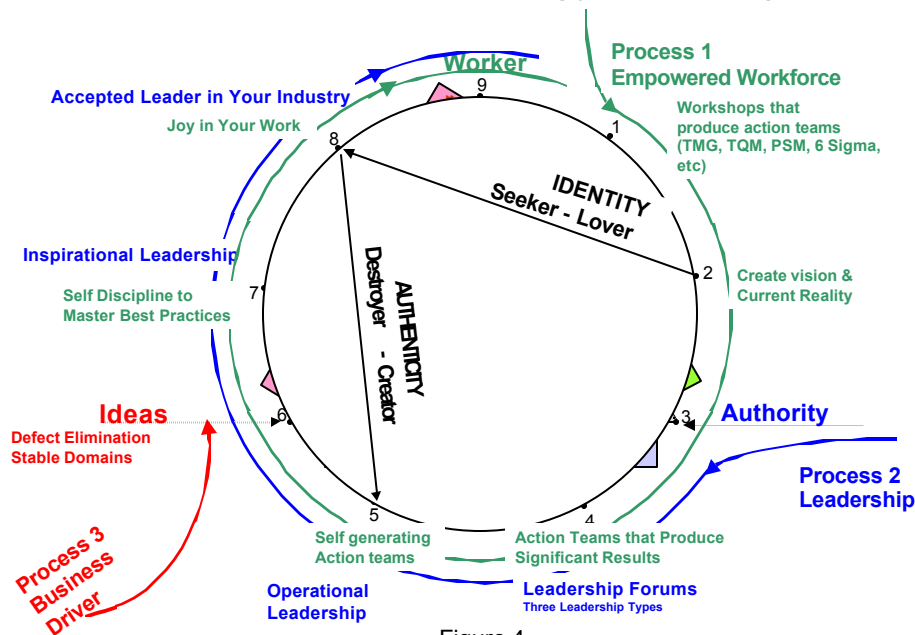 Worker
Process 1
Empowered Workforce
Accepted Leader in Your Industry
9
Joy in Your Work
Workshops that
produce action teams
(TMG, TQM, PSM, 6 Sigma,
etc)
1
8
IDENTITY
Seeker - Lover
Inspirational Leadership
2
Create vision &
Current Reality
7
Self Discipline to
Master Best Practices
AUTHENTICITY
Destroyer - Creator
Ideas
6
3
Authority
Defect Elimination
Stable Domains
Process 2
Leadership
5
4
Self generating
Action teams
Action Teams that Produce
Significant Results
Process 3
Business
Driver
Operational
Leadership
Leadership Forums
Three Leadership Types